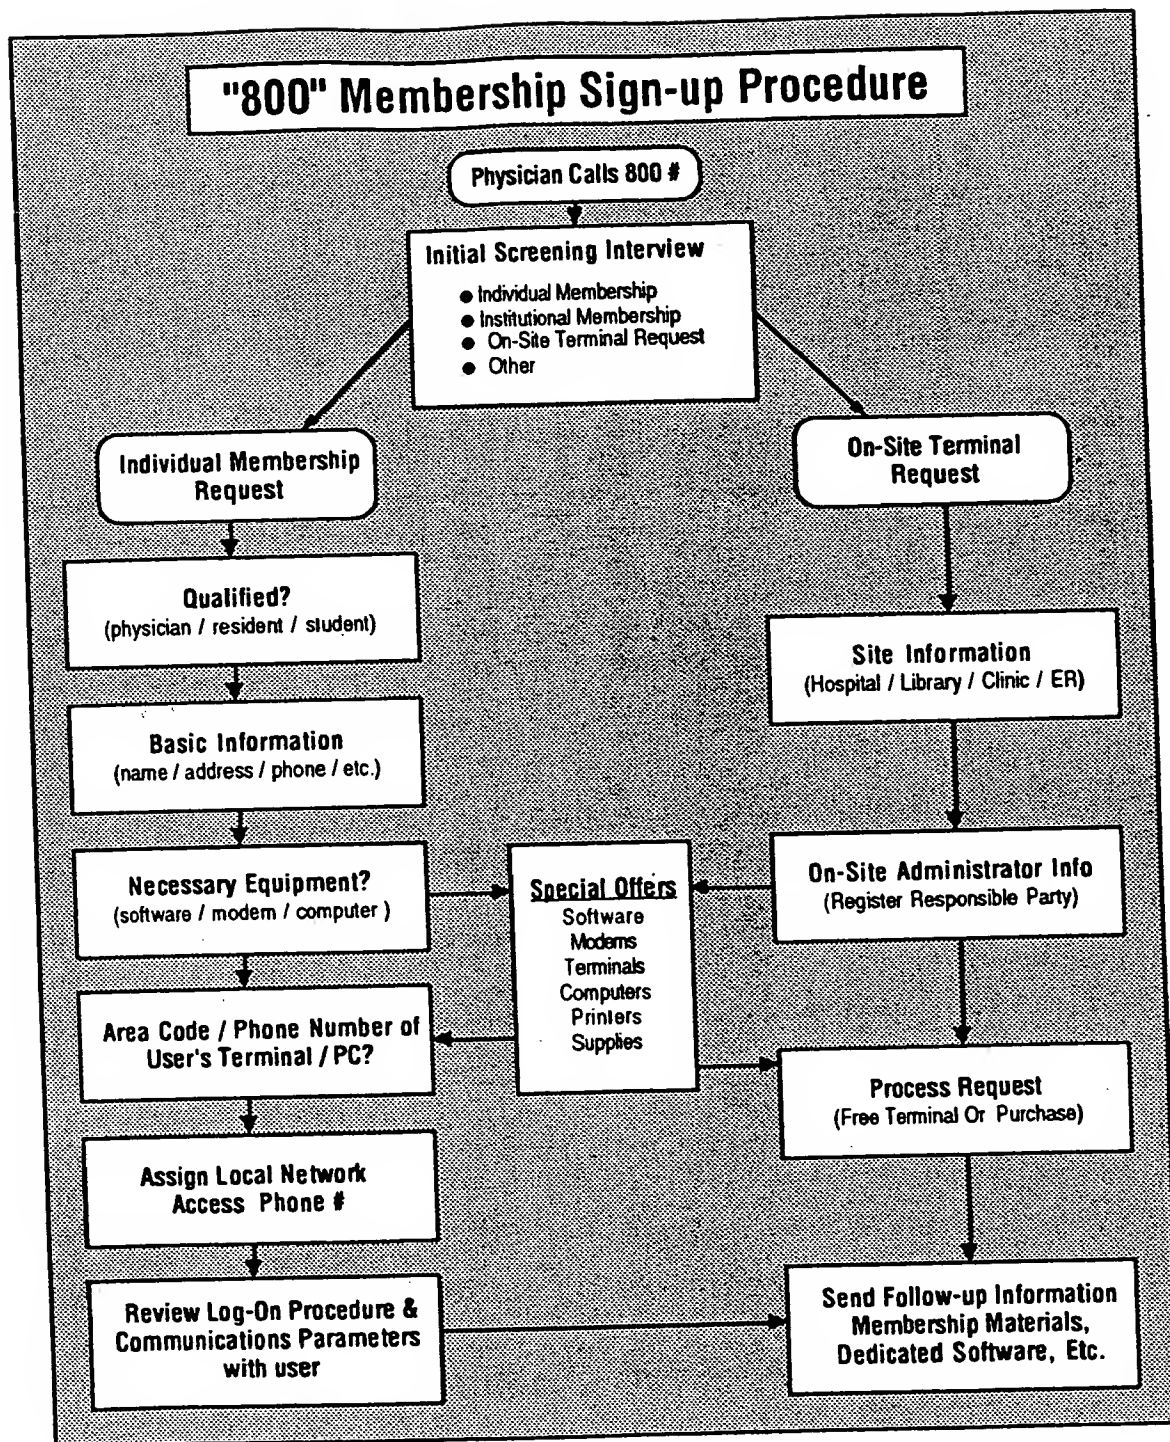 "800" Membership Sign-up Procedure
Physician Calls 800 #
Initial Screening Interview
● Individual Membership
● Institutional Membership
● On-Site Terminal Request
● Other
Individual Membership
Request
On-Site Terminal
Request
Qualified?
(physician / resident / student)
Site Information
(Hospital / Library / Clinic / ER)
Basic Information
(name / address / phone / etc.)
Necessary Equipment?
(software / modem / computer )
Special Offers
Software
Modems
Terminals
Computers
Printers
Supplies
On-Site Administrator Info
(Register Responsible Party)
Area Code / Phone Number of
User's Terminal / PC?
Process Request
(Free Terminal Or Purchase)
Assign Local Network
Access Phone #
Review Log-On Procedure &
Communications Parameters
with user
Send Follow-up Information
Membership Materials,
Dedicated Software, Etc.